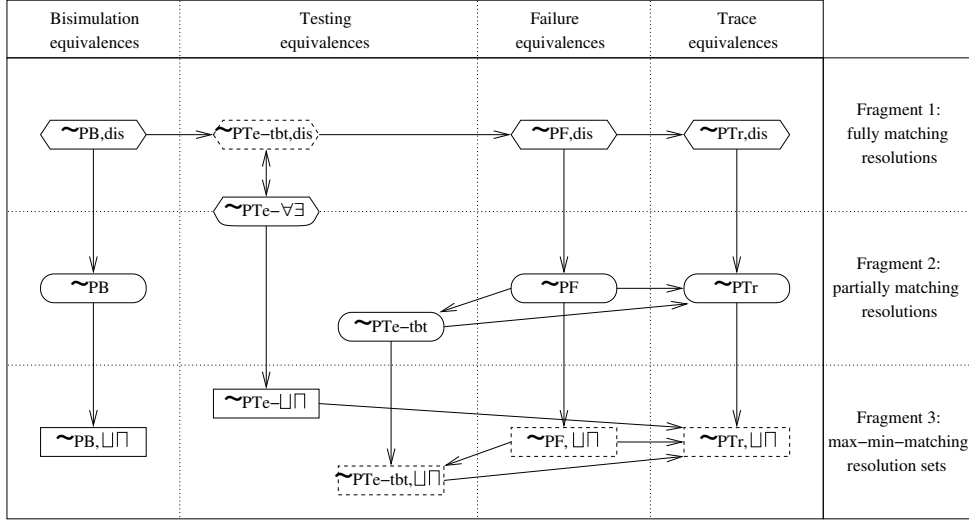 Bisimulation
equivalences
Testing
equivalences
Failure
equivalences
Trace
equivalences
Fragment 1:
fully matching
resolutions
~PB,dis
~PTe−tbt,dis
~PF,dis
~PTr,dis
~PTe−∀∃
Fragment 2:
partially matching
resolutions
~PB
~PF
~PTr
~PTe−tbt
Fragment 3:
max−min−matching
resolution sets
~PTe−⊔⊓
~PB,⊔⊓
~PF,⊔⊓
~PTr,⊔⊓
~PTe−tbt,⊔⊓